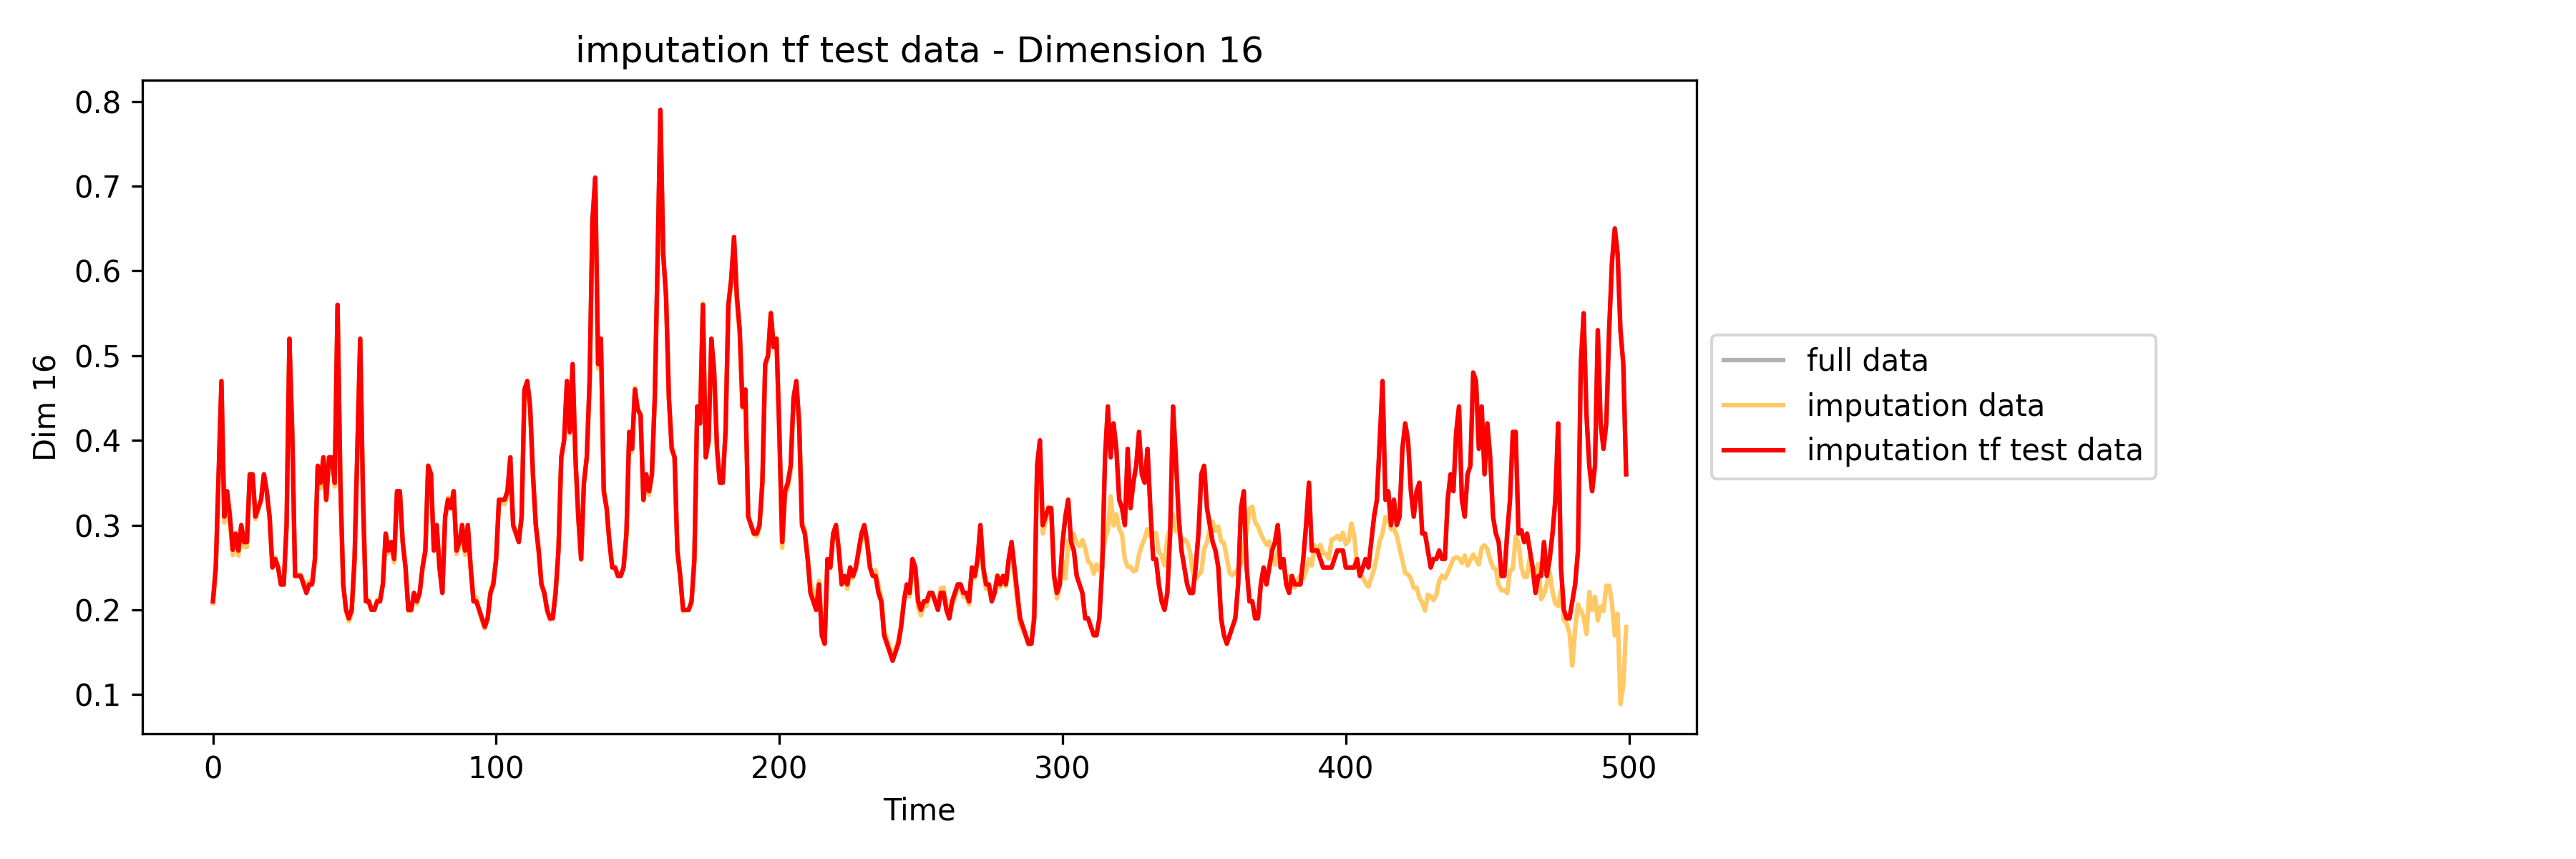 imputation tf test data - Dimension 16
0.8
0.7
0.6
0.5
0.4
0.3
0.2
0.1
Dim 16
0 100 200 300 400 500
Time
full data
imputation data
imputation tf test data